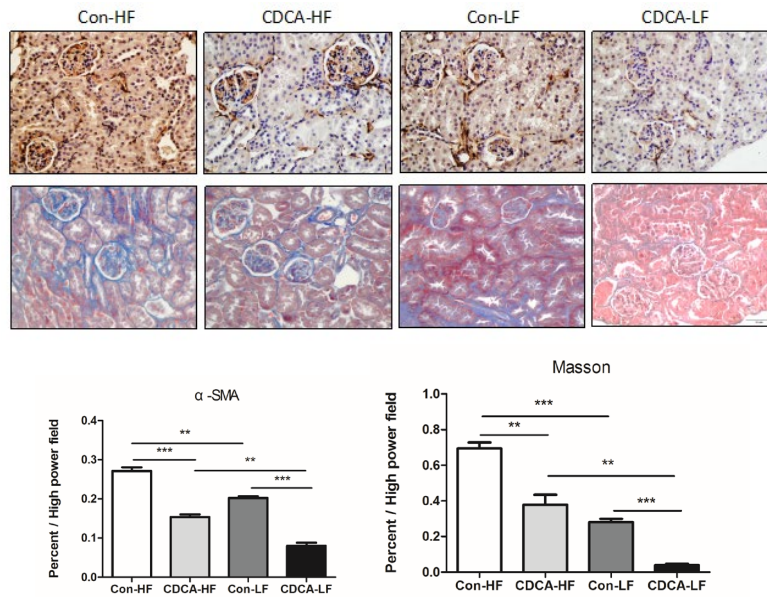 Con-HF CDCA-HF Con-LF CDCA-LF
α-SMA
Percent / High power field
0.4
0.3
0.2
0.1
0.0
** 
***
**
***
Con-HF CDCA-HF Con-LF CDCA-LF
Masson
Percent / High power field
1.0
0.8
0.6
0.4
0.2
0.0
***
**
**
***
Con-HF CDCA-HF Con-LF CDCA-LF